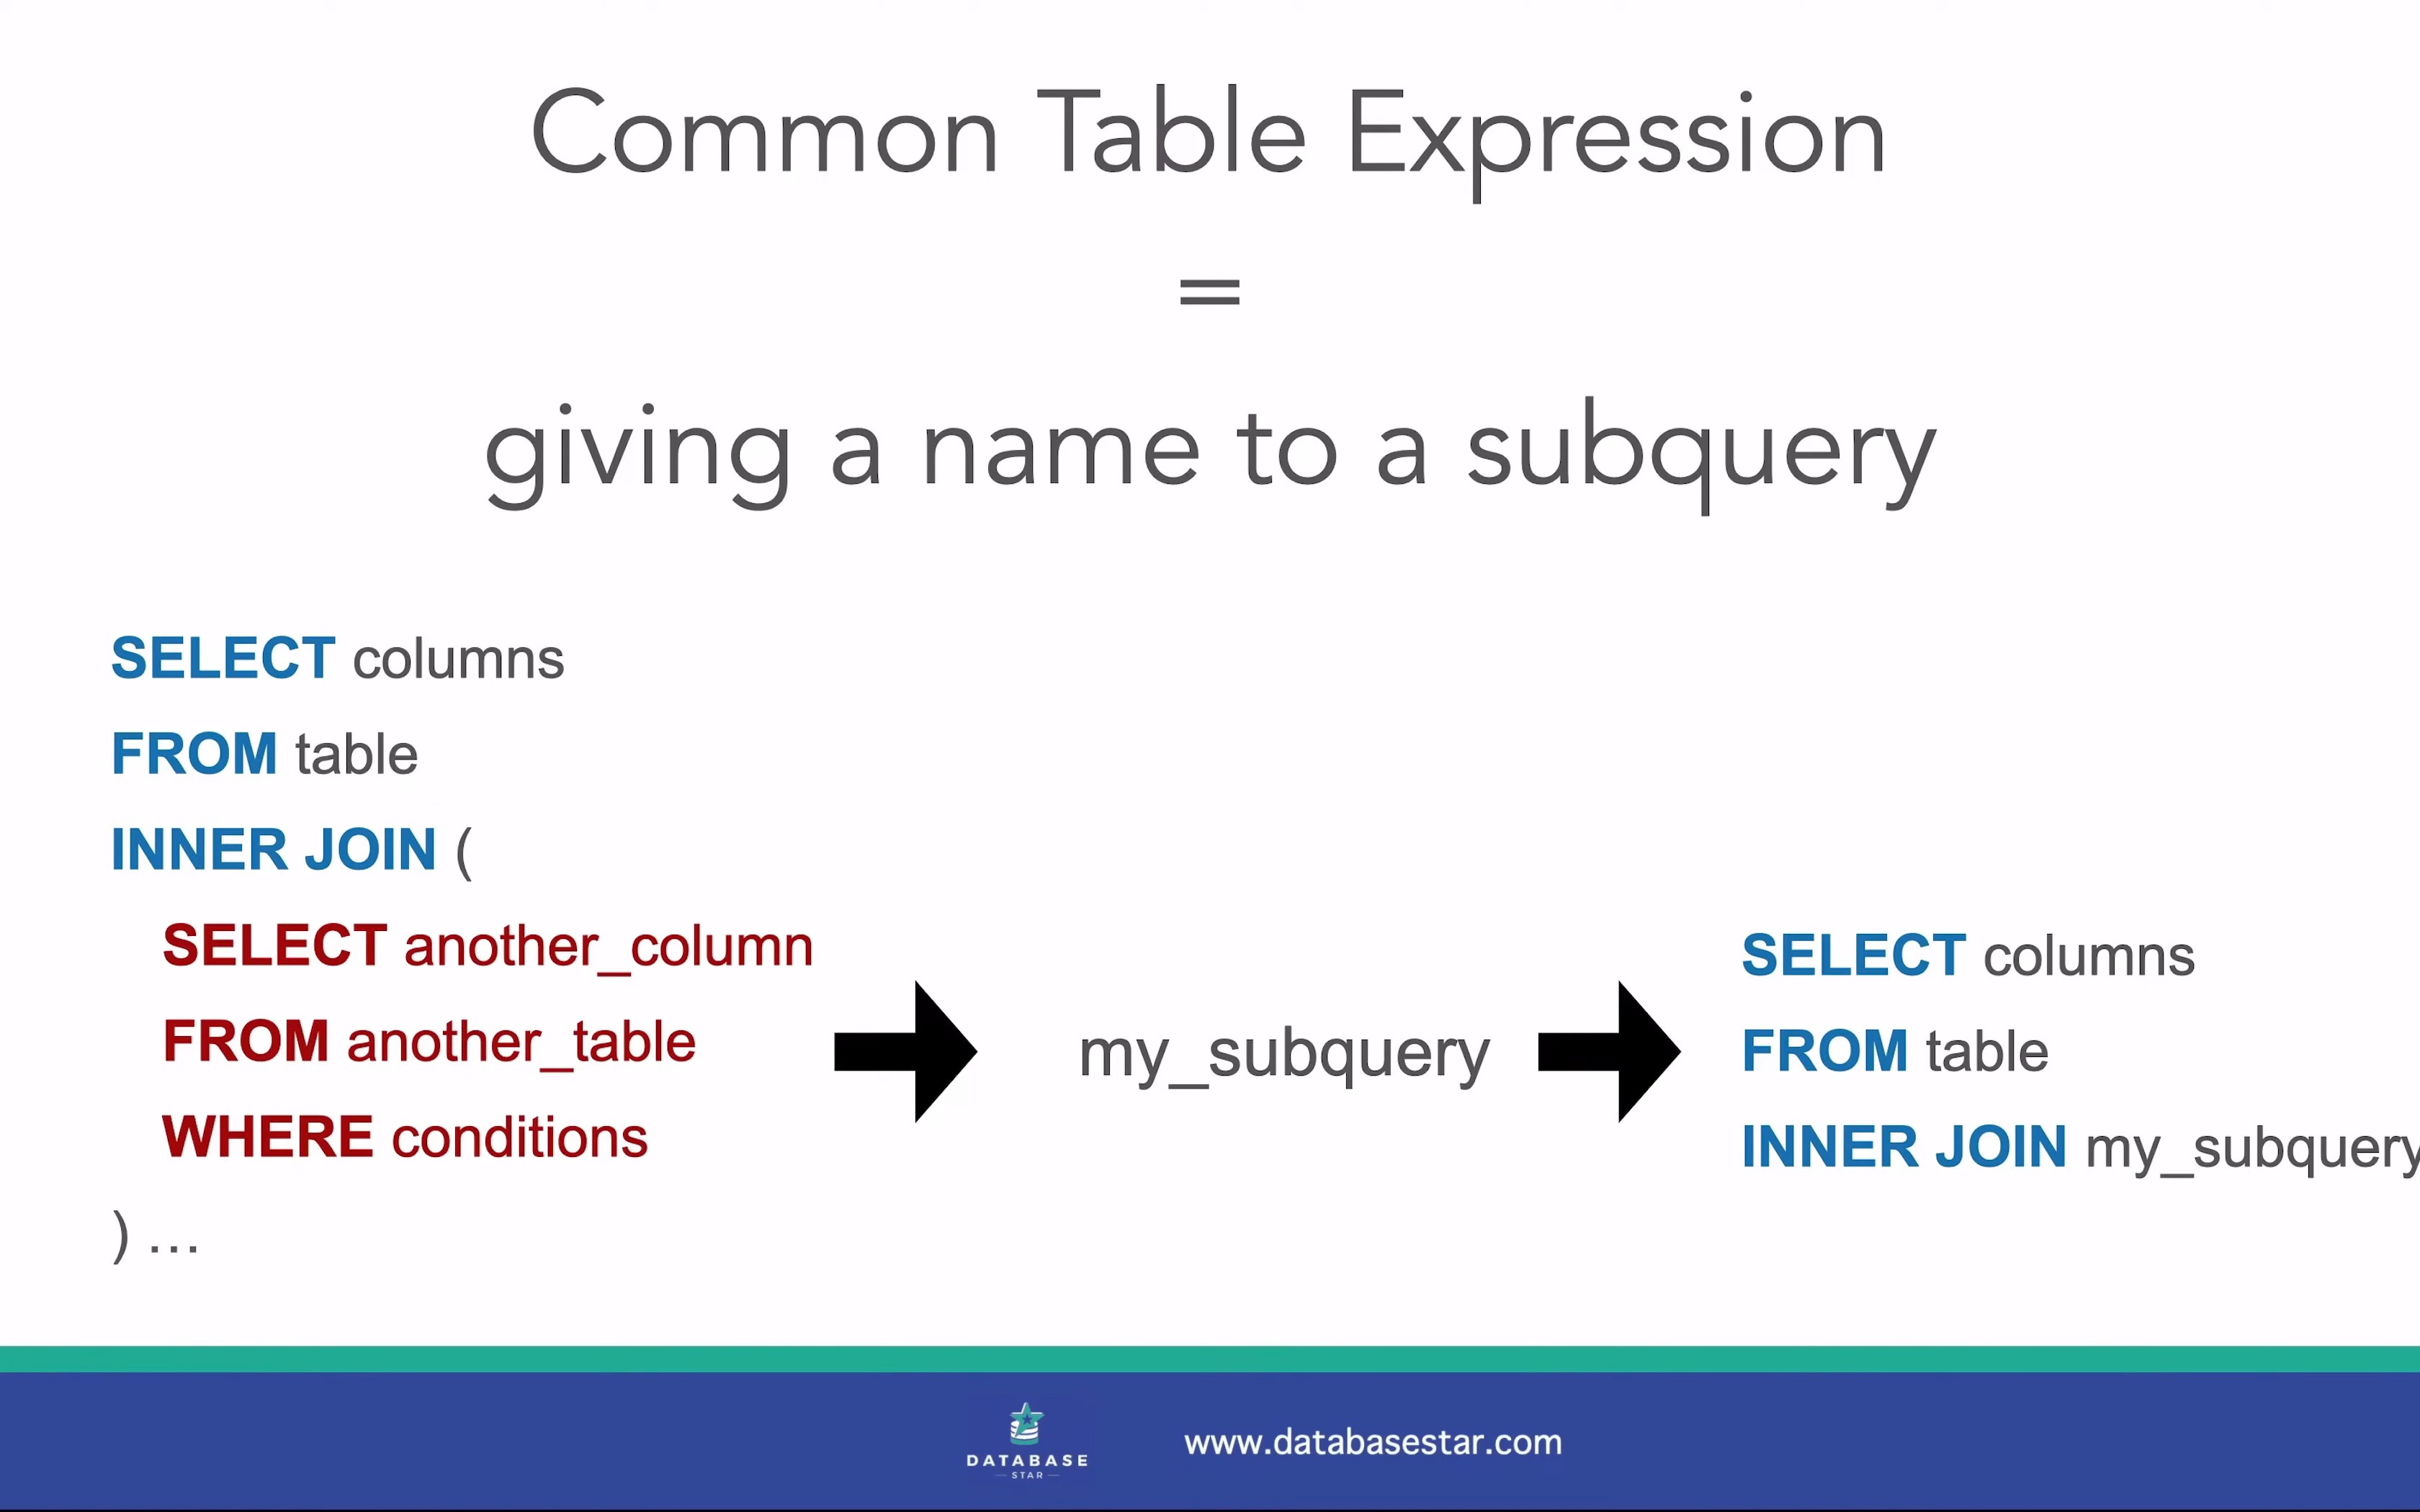 Common Table Expression
=
giving a name to a subquery
SELECT columns
FROM table
INNER JOIN (
SELECT another_column
FROM another_table
WHERE conditions
) ...
my_subquery
SELECT columns
FROM table
INNER JOIN my_subquery
DATABASE
STAR
www.databasestar.com